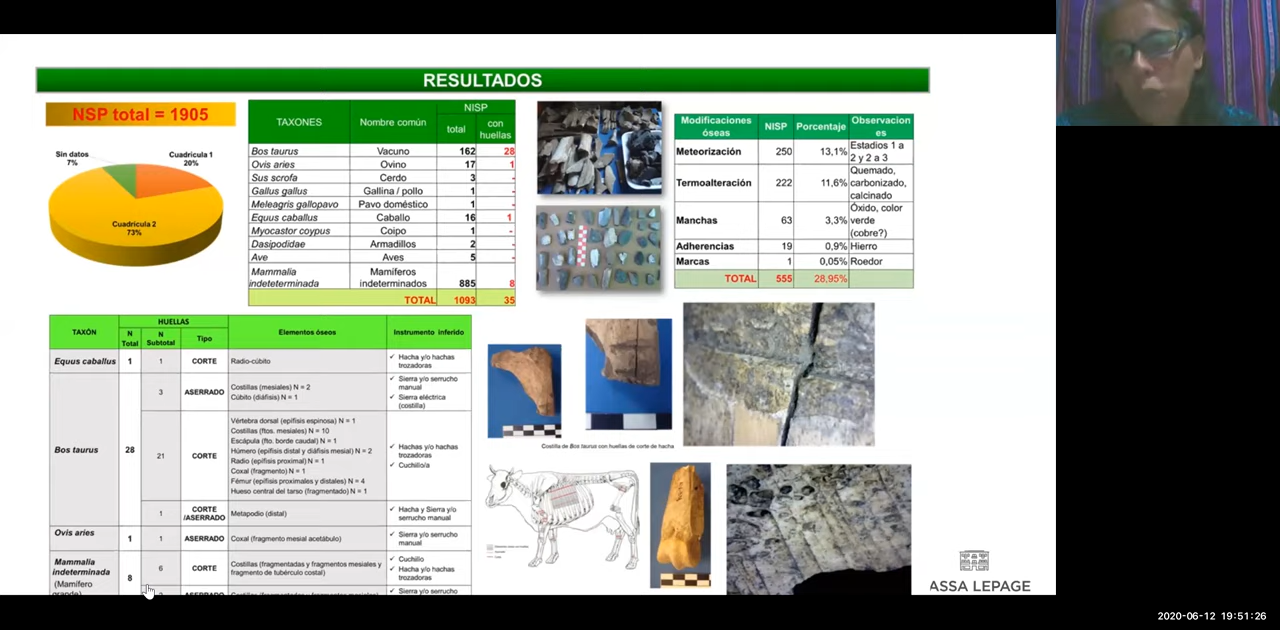 RESULTADOS
NSP total = 1905
Sin datos
7%
Cuadrícula 1
20%
Cuadrícula 2
73%
TAXONES Nombre común NISP
total con huellas
Bos taurus Vacuno 162 28
Ovis aries Ovino 17 1
Sus scrofa Cerdo 3 -
Gallus gallus Gallina / pollo 1 -
Meleagris gallopavo Pavo doméstico 1 -
Equus caballus Caballo 16 1
Myocastor coypus Coipo 1 -
Dasipodidae Armadillos 2 -
Ave Aves 5 -
Mammalia Mamíferos
indeteterminada indeterminados 885 8
TOTAL 1093 35
Modificaciones óseas NISP Porcentaje Observaciones
Meteorización 250 13,1% Estadios 1 a 2 y 2 a 3
Termoalteración 222 11,6% Quemado, carbonizado, calcinado
Manchas 63 3,3% Óxido, color verde (cobre?)
Adherencias 19 0,9% Hierro
Marcas 1 0,05% Roedor
TOTAL 555 28,95%
TAXÓN HUELLAS Elementos óseos Instrumento inferido
N Total N Subtotal Tipo
Equus caballus 1 1 CORTE Radio-cúbito ✓ Hacha y/o hachas trozadoras
Bos taurus 28
3 ASERRADO Costillas (mesiales) N = 2
Cúbito (diáfisis) N = 1
✓ Sierra y/o serrucho manual
✓ Sierra eléctrica (costilla)
21 CORTE Vértebra dorsal (epífisis espinosa) N = 1
Costillas (ftos. mesiales) N = 10
Escápula (fto. borde caudal) N = 1
Húmero (epífisis distal y diáfisis mesial) N = 2
Radio (epífisis proximal) N = 1
Coxal (fragmento) N = 1
Fémur (epífisis proximales y distales) N = 4
Hueso central del tarso (fragmentado) N = 1
✓ Hachas y/o hachas trozadoras
✓ Cuchillo/a
1 CORTE /ASERRADO Metapodio (distal) ✓ Hacha y Sierra y/o serrucho manual
Ovis aries 1 1 ASERRADO Coxal (fragmento mesial acetábulo) ✓ Sierra y/o serrucho manual
Mammalia indeterminada (Mamífero grande) 8
6 CORTE Costillas (fragmentadas y fragmentos mesiales y fragmento de tubérculo costal)
✓ Cuchillo
✓ Hacha y/o hachas trozadoras
✓ Sierra y/o serrucho
Costilla de Bos taurus con huellas de corte de hacha
ASSA LEPAGE
2020-06-12 19:51:26